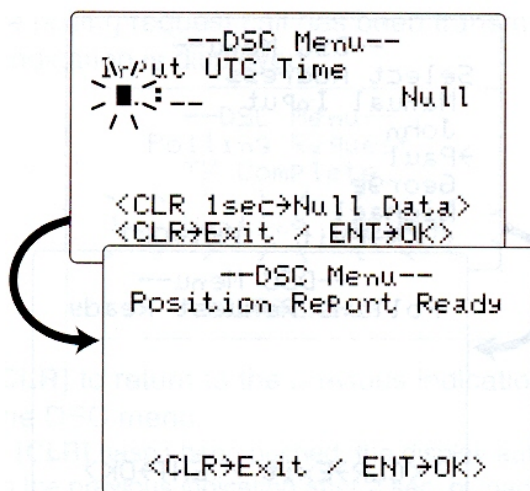 --DSC Menu--
Input UTC Time
█:__ Null
<CLR 1sec→Null Data>
<CLR→Exit / ENT→OK>
--DSC Menu--
Position RePort Ready
<CLR→Exit / ENT→OK>